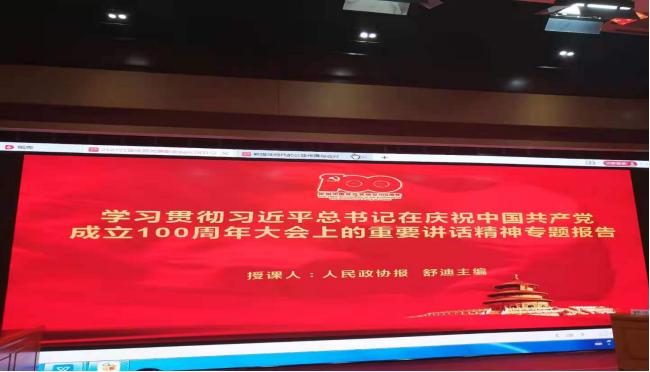 学习贯彻习近平总书记在庆祝中国共产党
成立100周年大会上的重要讲话精神专题报告
授课人：人民政协报 舒迪主编